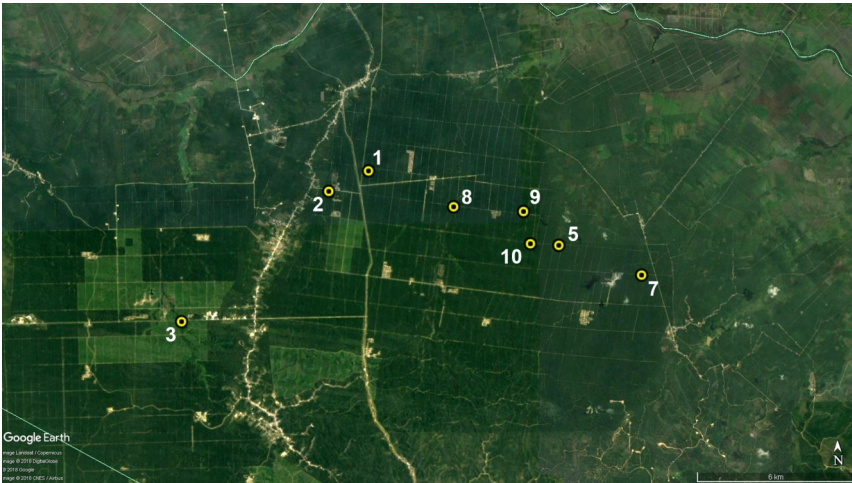 1
2
8
9
10
5
7
3
Google Earth
Image Landsat / Copernicus
Image © 2018 DigitalGlobe
© 2018 Google
Image © 2018 CNES / Airbus
N
6 km